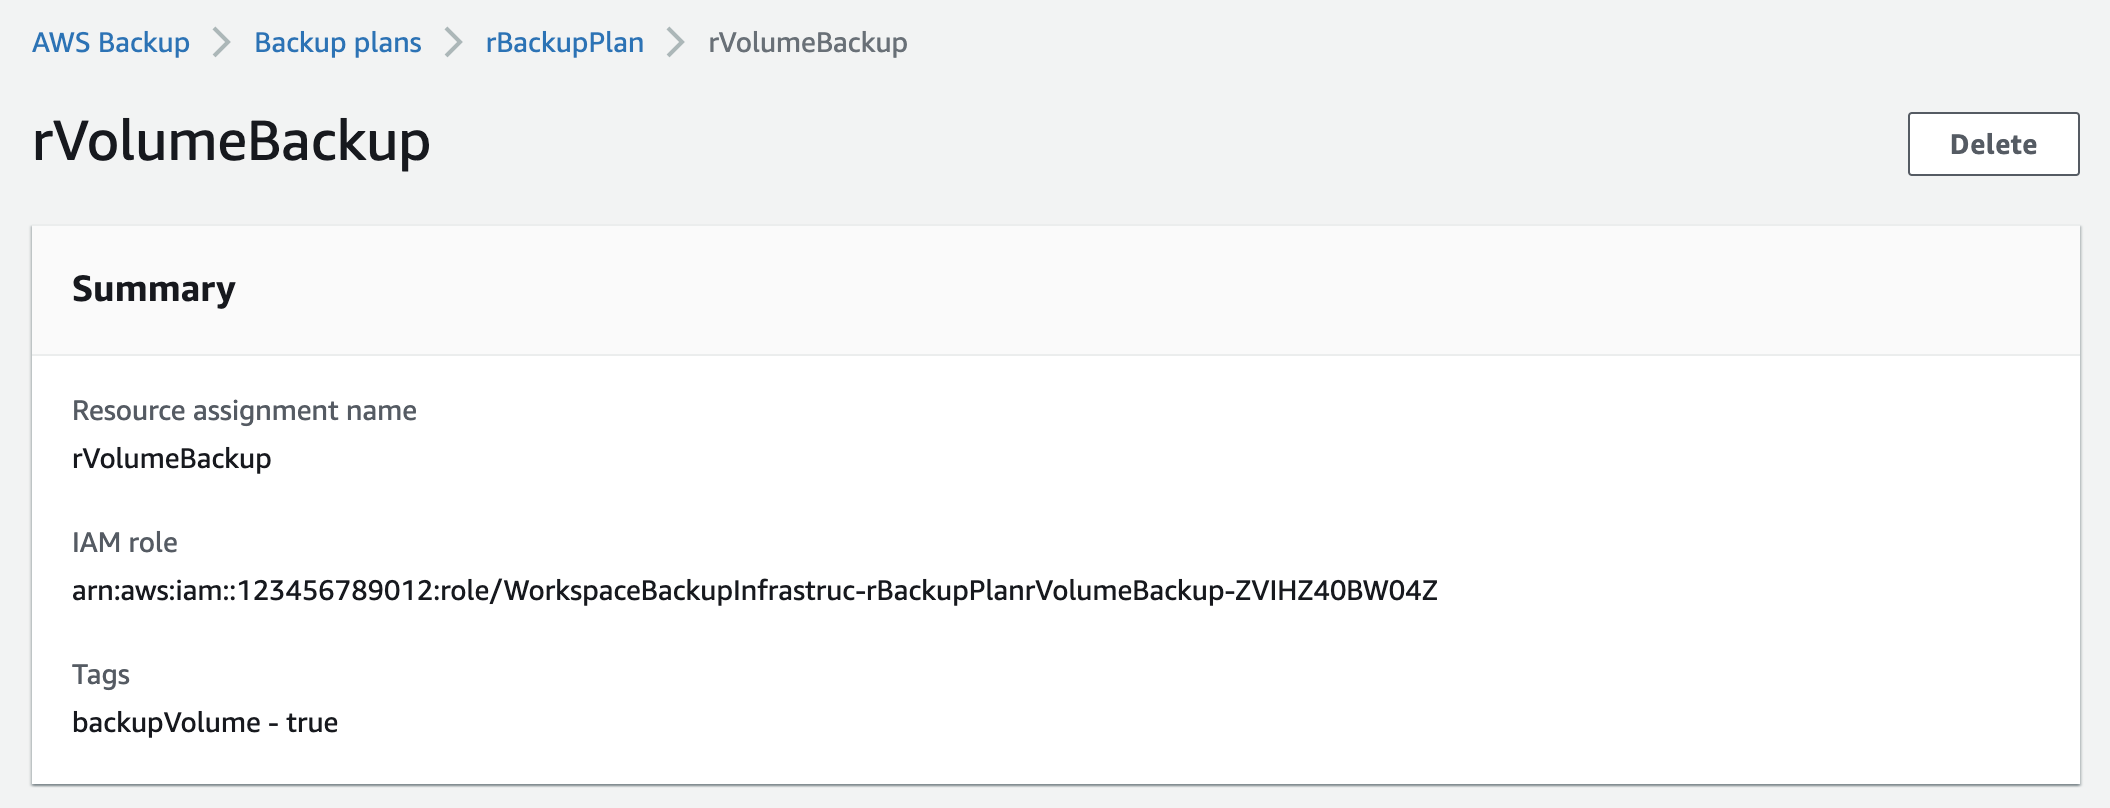 AWS Backup > Backup plans > rBackupPlan > rVolumeBackup
rVolumeBackup
Delete
Summary
Resource assignment name
rVolumeBackup
IAM role
arn:aws:iam::123456789012:role/WorkspaceBackupInfrastruc-rBackupPlanrVolumeBackup-ZVIHZ40BW04Z
Tags
backupVolume - true